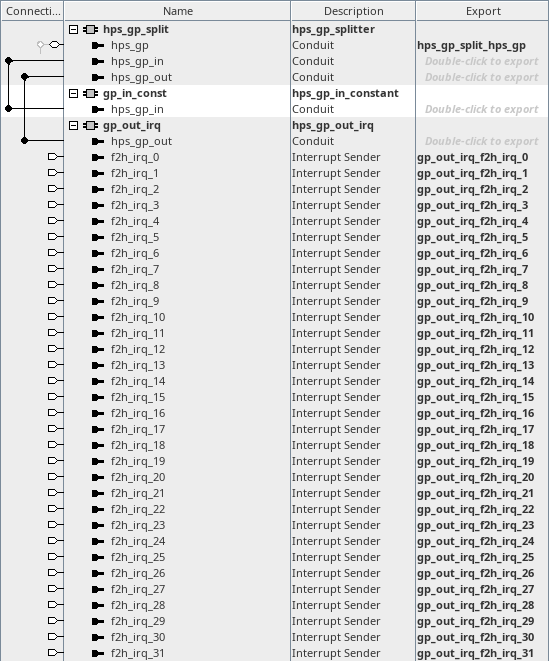 Connecti... Name Description Export
hps_gp_split hps_gp_splitter
hps_gp Conduit hps_gp_split_hps_gp
hps_gp_in Conduit Double-click to export
hps_gp_out Conduit Double-click to export
gp_in_const hps_gp_in_constant
hps_gp_in Conduit Double-click to export
gp_out_irq hps_gp_out_irq
hps_gp_out Conduit Double-click to export
f2h_irq_0 Interrupt Sender gp_out_irq_f2h_irq_0
f2h_irq_1 Interrupt Sender gp_out_irq_f2h_irq_1
f2h_irq_2 Interrupt Sender gp_out_irq_f2h_irq_2
f2h_irq_3 Interrupt Sender gp_out_irq_f2h_irq_3
f2h_irq_4 Interrupt Sender gp_out_irq_f2h_irq_4
f2h_irq_5 Interrupt Sender gp_out_irq_f2h_irq_5
f2h_irq_6 Interrupt Sender gp_out_irq_f2h_irq_6
f2h_irq_7 Interrupt Sender gp_out_irq_f2h_irq_7
f2h_irq_8 Interrupt Sender gp_out_irq_f2h_irq_8
f2h_irq_9 Interrupt Sender gp_out_irq_f2h_irq_9
f2h_irq_10 Interrupt Sender gp_out_irq_f2h_irq_10
f2h_irq_11 Interrupt Sender gp_out_irq_f2h_irq_11
f2h_irq_12 Interrupt Sender gp_out_irq_f2h_irq_12
f2h_irq_13 Interrupt Sender gp_out_irq_f2h_irq_13
f2h_irq_14 Interrupt Sender gp_out_irq_f2h_irq_14
f2h_irq_15 Interrupt Sender gp_out_irq_f2h_irq_15
f2h_irq_16 Interrupt Sender gp_out_irq_f2h_irq_16
f2h_irq_17 Interrupt Sender gp_out_irq_f2h_irq_17
f2h_irq_18 Interrupt Sender gp_out_irq_f2h_irq_18
f2h_irq_19 Interrupt Sender gp_out_irq_f2h_irq_19
f2h_irq_20 Interrupt Sender gp_out_irq_f2h_irq_20
f2h_irq_21 Interrupt Sender gp_out_irq_f2h_irq_21
f2h_irq_22 Interrupt Sender gp_out_irq_f2h_irq_22
f2h_irq_23 Interrupt Sender gp_out_irq_f2h_irq_23
f2h_irq_24 Interrupt Sender gp_out_irq_f2h_irq_24
f2h_irq_25 Interrupt Sender gp_out_irq_f2h_irq_25
f2h_irq_26 Interrupt Sender gp_out_irq_f2h_irq_26
f2h_irq_27 Interrupt Sender gp_out_irq_f2h_irq_27
f2h_irq_28 Interrupt Sender gp_out_irq_f2h_irq_28
f2h_irq_29 Interrupt Sender gp_out_irq_f2h_irq_29
f2h_irq_30 Interrupt Sender gp_out_irq_f2h_irq_30
f2h_irq_31 Interrupt Sender gp_out_irq_f2h_irq_31